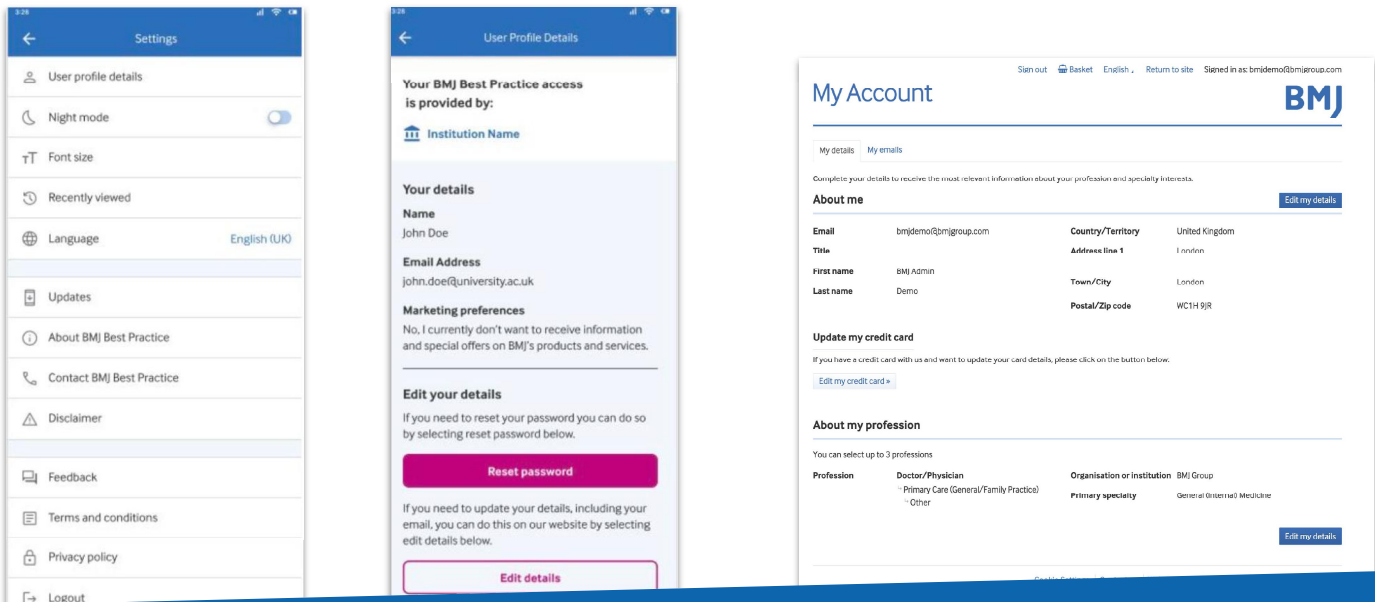 3:28
Settings
User profile details
Night mode
TT Font size
Recently viewed
Language English (UK)
Updates
About BMJ Best Practice
Contact BMJ Best Practice
Disclaimer
Feedback
Terms and conditions
Privacy policy
Logout
3:28
User Profile Details
Your BMJ Best Practice access
is provided by:
Institution Name
Your details
Name
John Doe
Email Address
john.doe@university.ac.uk
Marketing preferences
No, I currently don't want to receive information
and special offers on BMJ's products and services.
Edit your details
If you need to reset your password you can do so
by selecting reset password below.
Reset password
If you need to update your details, including your
email, you can do this on our website by selecting
edit details below.
Edit details
Sign out Basket English Return to site Signed in as: bmjdemo@bmjgroup.com
My Account
BMJ
My details My emails
Complete your details to receive the most relevant information about your profession and specialty interests.
About me Edit my details
Email bmjdemo@bmjgroup.com Country/Territory United Kingdom
Title Address line 1 London
First name BMJ Admin
Town/City London
Last name Demo
Postal/Zip code WC1H 9JR
Update my credit card
If you have a credit card with us and want to update your card details, please click on the button below.
Edit my credit card »
About my profession
You can select up to 3 professions
Profession Doctor/Physician Organisation or institution BMJ Group
Primary Care (General/Family Practice) Primary specialty General (Internal) Medicine
Other
Edit my details